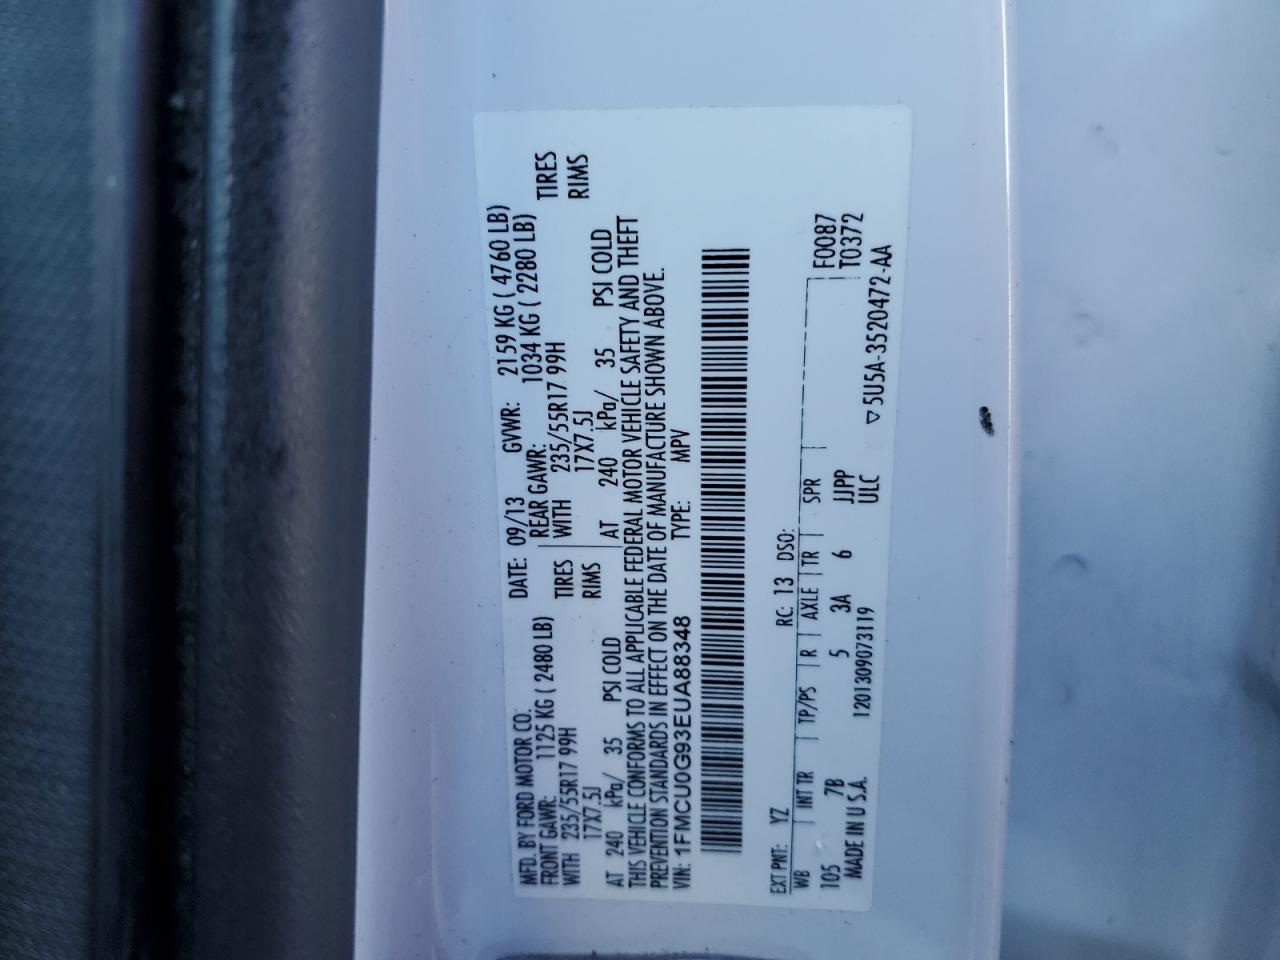 MFD. BY FORD MOTOR CO. DATE: 09/13 GVWR: 2159 KG ( 4760 LB)
FRONT GAWR: 1125 KG ( 2480 LB) REAR GAWR: 1034 KG ( 2280 LB)
WITH 235/55R17 99H TIRES WITH 235/55R17 99H TIRES
17X7.5J RIMS 17X7.5J RIMS
AT 240 kPa/ 35 PSI COLD AT 240 kPa/ 35 PSI COLD
THIS VEHICLE CONFORMS TO ALL APPLICABLE FEDERAL MOTOR VEHICLE SAFETY AND THEFT
PREVENTION STANDARDS IN EFFECT ON THE DATE OF MANUFACTURE SHOWN ABOVE.
VIN: 1FMCU0G93EUA88348 TYPE: MPV
EXT PNT: YZ RC: 13 DSO:
WB INT TR TP/PS R AXLE TR SPR F0087
105 7B 5 3A 6 JJPP T0372
MADE IN U.S.A. 1201309073119 ULC ▽5U5A-3520472-AA